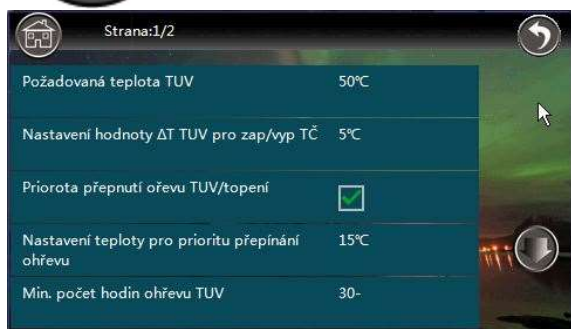 Strana:1/2
Požadovaná teplota TUV 50℃
Nastavení hodnoty ΔT TUV pro zap/vyp TČ 5℃
Priorota přepnutí ořevu TUV/topení
Nastavení teploty pro prioritu přepínání 15℃
ohřevu
Min. počet hodin ohřevu TUV 30-